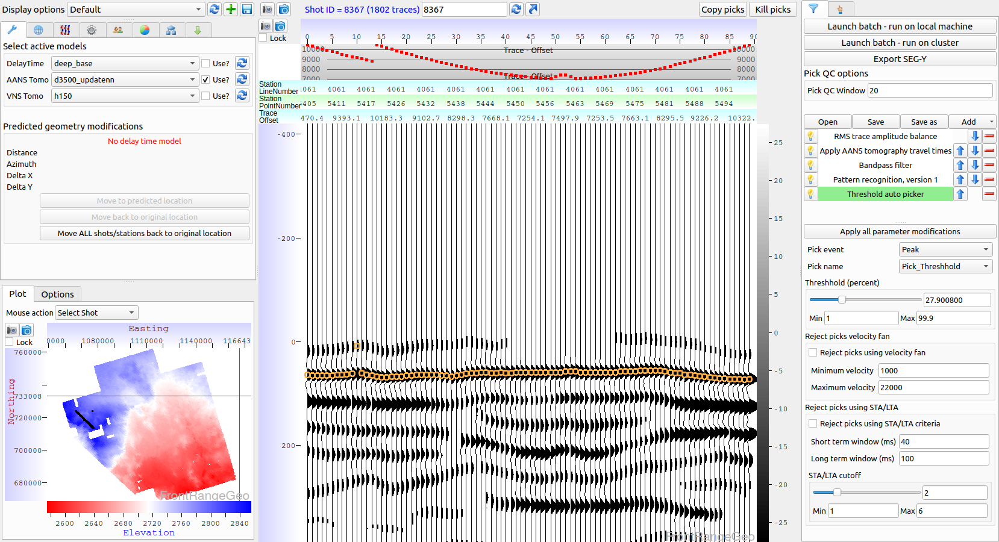 Display options Default
Shot ID = 8367 (1802 traces) 8367
Copy picks Kill picks
Select active models
DelayTime deep_base Use?
AANS Tomo d3500_updatenn Use?
VNS Tomo h150 Use?
Predicted geometry modifications
No delay time model
Distance
Azimuth
Delta X
Delta Y
Move to predicted location
Move back to original location
Move ALL shots/stations back to original location
Plot Options
Mouse action Select Shot
Lock
Easting
0000 1080000 1110000 1140000 116643
Northing
760000
733008
720000
700000
680000
FrontRangeGeo
2600 2640 2680 2720 2760 2800 2840
Elevation
Lock
0 5 10 15 20 25 30 35 40 45 50 55 60 65 70 75 80 85 90
10000 Trace - Offset 10000
9000 9000
8000 8000
7000 Trace - Offset 7000
Station
LineNumber 4061 4061 4061 4061 4061 4061 4061 4061 4061 4061 4061 4061 4061 4061 4061
Station
PointNumber 5405 5411 5417 5426 5432 5438 5444 5450 5456 5463 5469 5475 5481 5488 5494
Trace
Offset 470.4 9393.1 10183.3 9102.7 8298.3 7668.1 7254.1 7497.9 7253.5 7663.1 8295.5 9226.2 10322.
-400
-200
0
200
25
20
15
10
5
0
-5
-10
-15
-20
-25
FrontRangeGeo
Launch batch - run on local machine
Launch batch - run on cluster
Export SEG-Y
Pick QC options
Pick QC Window 20
Open Save Save as Add
RMS trace amplitude balance
Apply AANS tomography travel times
Bandpass filter
Pattern recognition, version 1
Threshold auto picker
Apply all parameter modifications
Pick event Peak
Pick name Pick_Threshhold
Threshhold (percent)
27.900800
Min 1 Max 99.9
Reject picks velocity fan
Reject picks using velocity fan
Minimum velocity 1000
Maximum velocity 22000
Reject picks using STA/LTA
Reject picks using STA/LTA criteria
Short term window (ms) 40
Long term window (ms) 100
STA/LTA cutoff
2
Min 1 Max 6